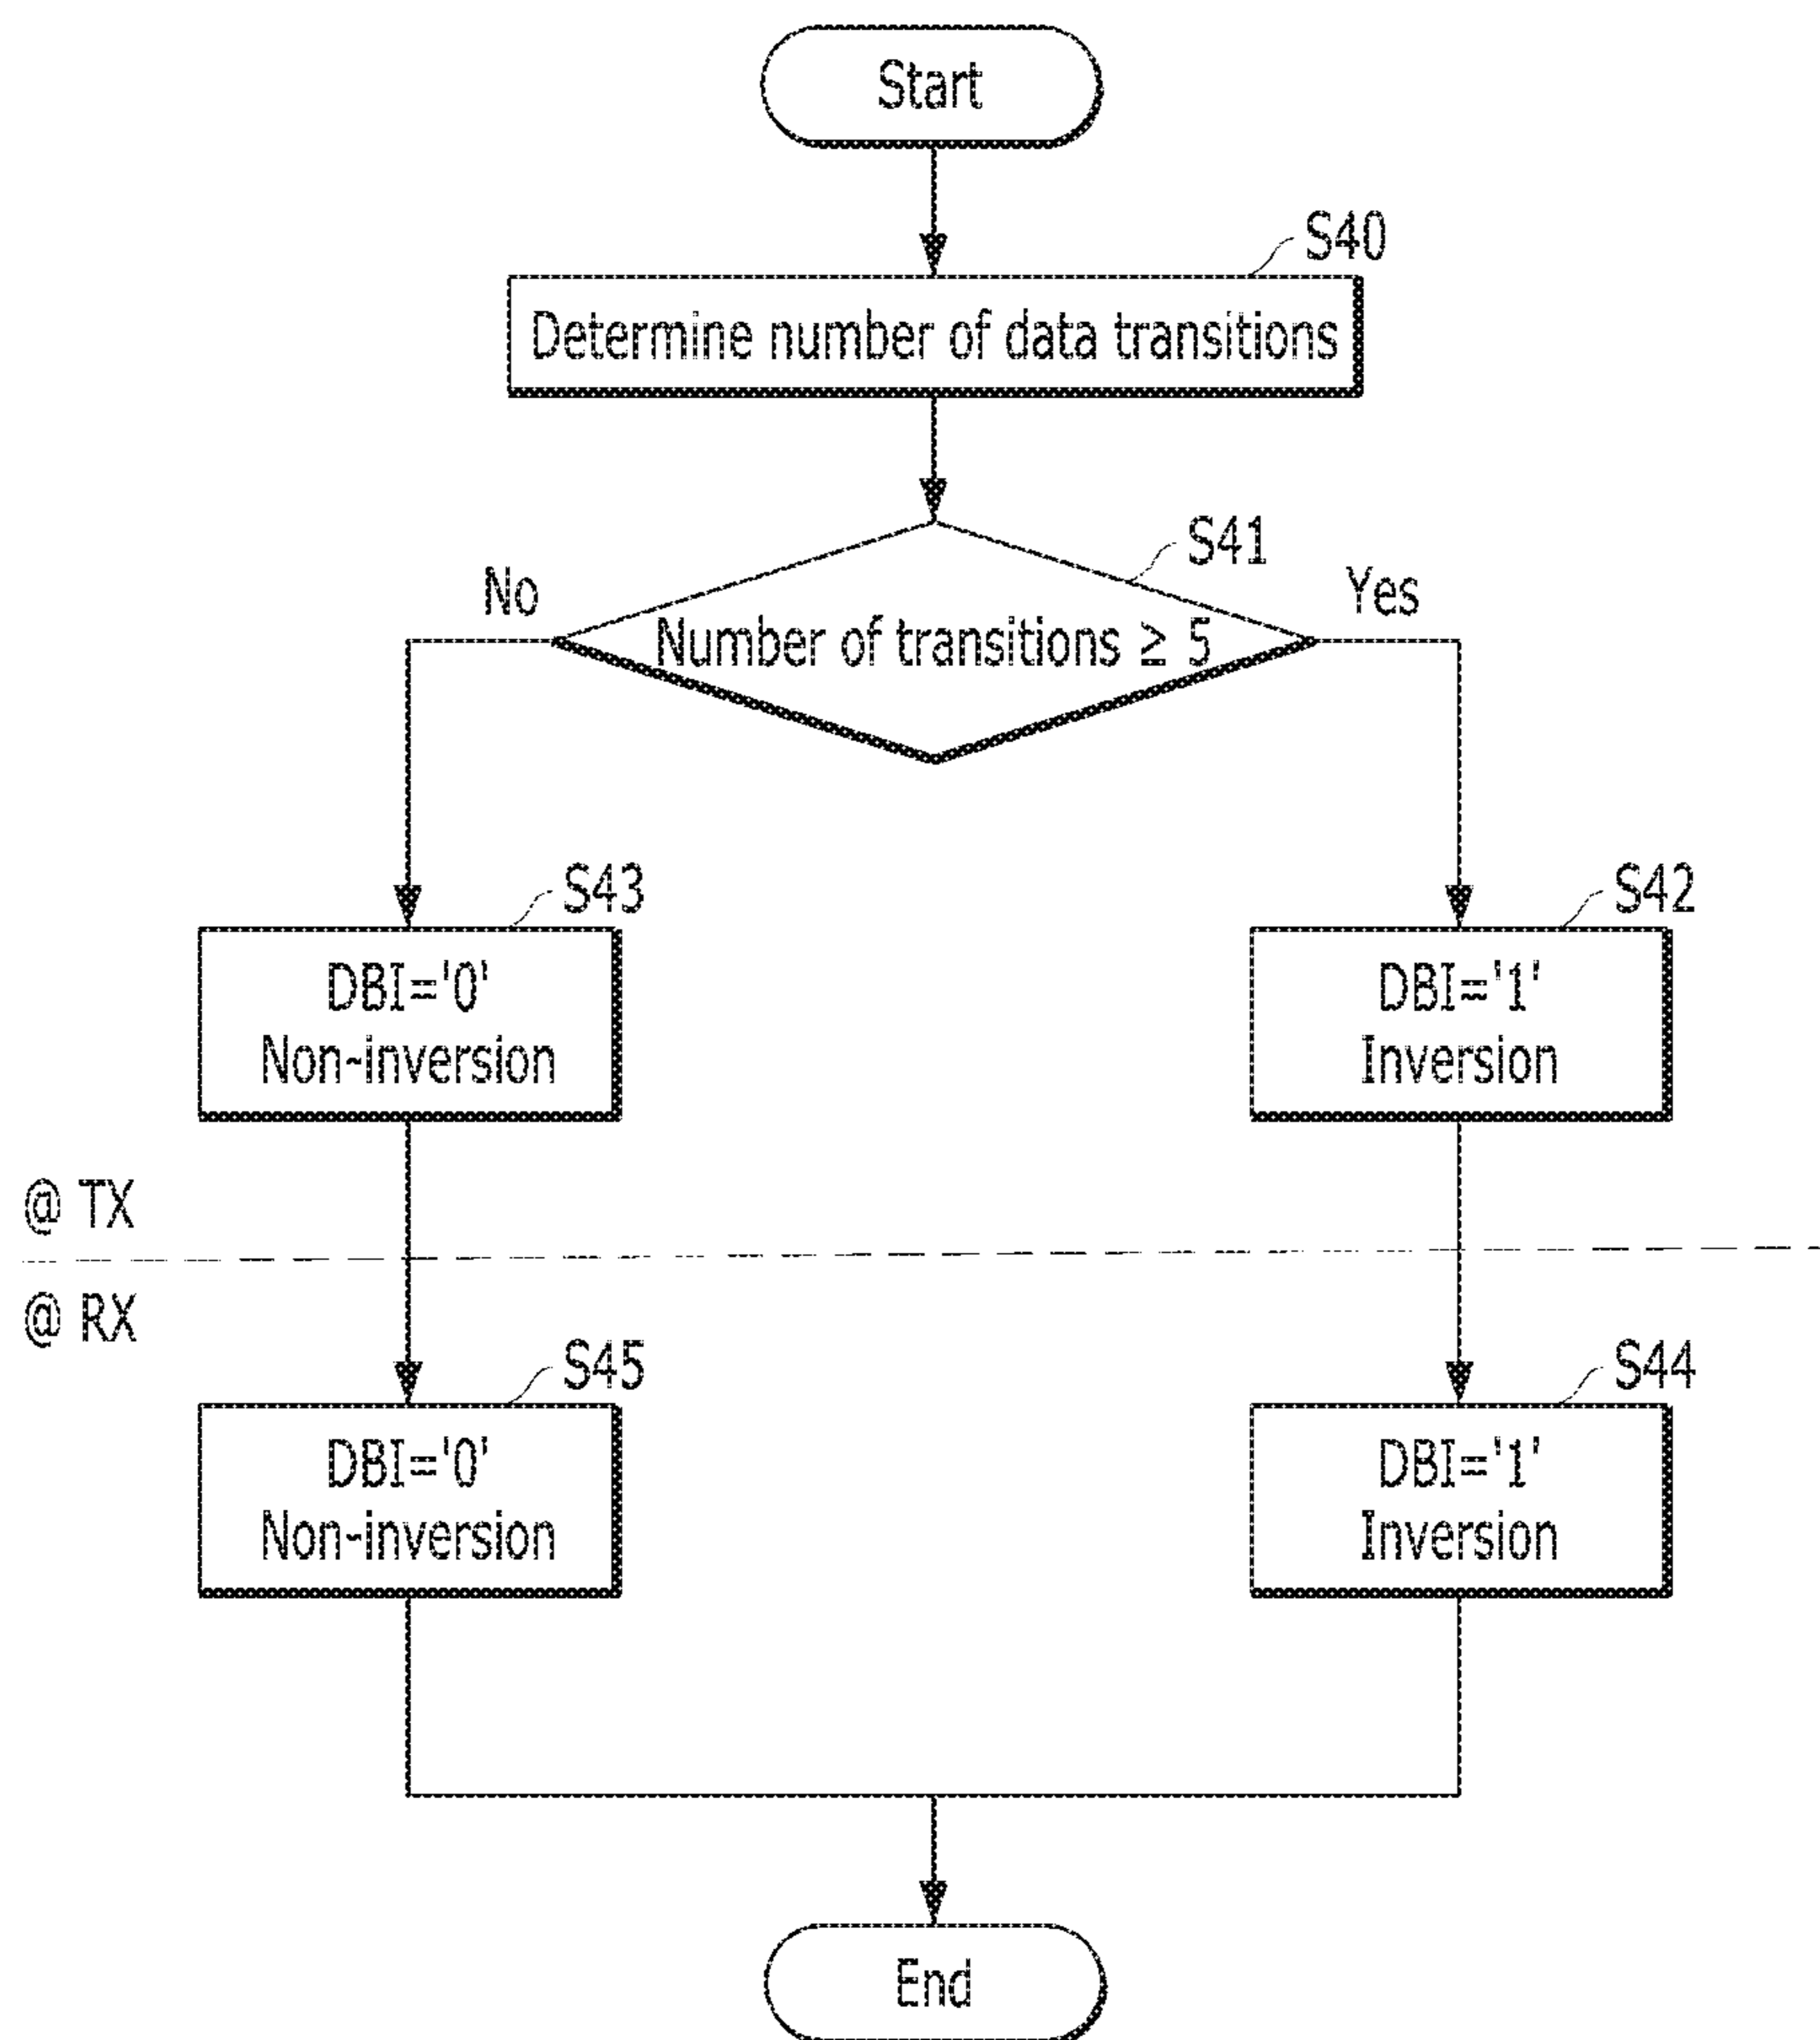 Start
S40
Determine number of data transitions
S41
No
Yes
Number of transitions ≥ 5
S43
S42
DBI='0'
Non-inversion
DBI='1'
Inversion
@ TX
@ RX
S45
S44
DBI='0'
Non-inversion
DBI='1'
Inversion
End